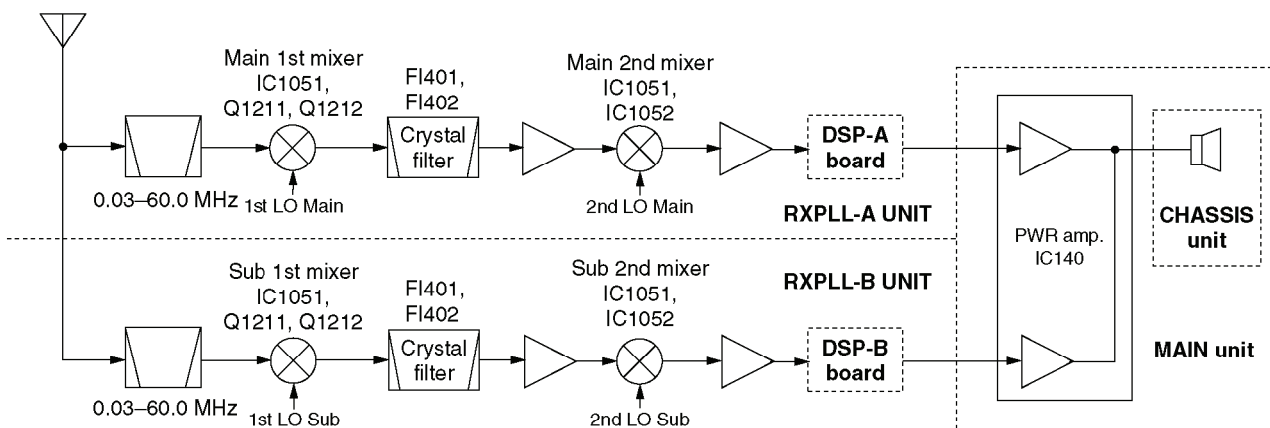 Main 1st mixer
IC1051,
Q1211, Q1212
FI401,
FI402
Main 2nd mixer
IC1051,
IC1052
Crystal
filter
DSP-A
board
0.03–60.0 MHz
1st LO Main
2nd LO Main
RXPLL-A UNIT
CHASSIS
unit
PWR amp.
IC140
Sub 1st mixer
IC1051,
Q1211, Q1212
FI401,
FI402
Sub 2nd mixer
IC1051,
IC1052
RXPLL-B UNIT
Crystal
filter
DSP-B
board
MAIN unit
0.03–60.0 MHz
1st LO Sub
2nd LO Sub